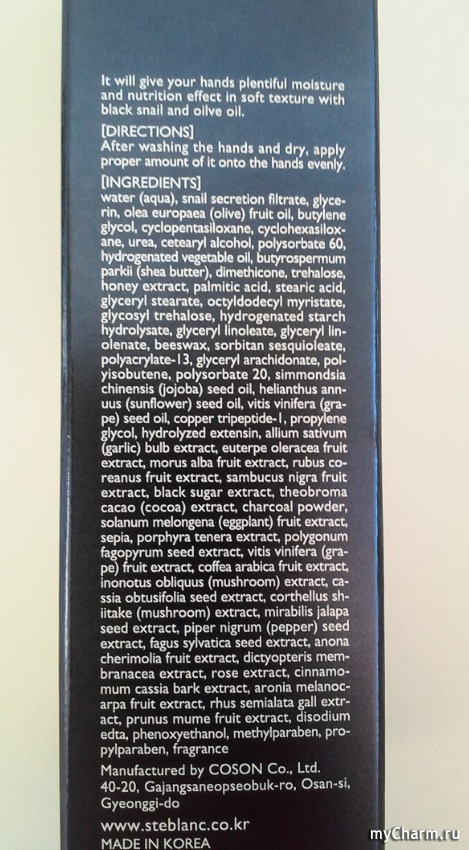 It will give your hands plentiful moisture
and nutrition effect in soft texture with
black snail and oilve oil.
[DIRECTIONS]
After washing the hands and dry, apply
proper amount of it onto the hands evenly.
[INGREDIENTS]
water (aqua), snail secretion filtrate, glyce-
rin, olea europaea (olive) fruit oil, butylene
glycol, cyclopentasiloxane, cyclohexasilox-
ane, urea, cetearyl alcohol, polysorbate 60,
hydrogenated vegetable oil, butyrospermum
parkii (shea butter), dimethicone, trehalose,
honey extract, palmitic acid, stearic acid,
glyceryl stearate, octyldodecyl myristate,
glycosyl trehalose, hydrogenated starch
hydrolysate, glyceryl linoleate, glyceryl lin-
olenate, beeswax, sorbitan sesquioleate,
polyacrylate-13, glyceryl arachidonate, pol-
yisobutene, polysorbate 20, simmondsia
chinensis (jojoba) seed oil, helianthus ann-
uus (sunflower) seed oil, vitis vinifera (gra-
pe) seed oil, copper tripeptide-1, propylene
glycol, hydrolyzed extensin, allium sativum
(garlic) bulb extract, euterpe oleracea fruit
extract, morus alba fruit extract, rubus co-
reanus fruit extract, sambucus nigra fruit
extract, black sugar extract, theobroma
cacao (cocoa) extract, charcoal powder,
solanum melongena (eggplant) fruit extract,
sepia, porphyra tenera extract, polygonum
fagopyrum seed extract, vitis vinifera (gra-
pe) fruit extract, coffea arabica fruit extract,
inonotus obliquus (mushroom) extract, ca-
ssia obtusifolia seed extract, corthellus sh-
iitake (mushroom) extract, mirabilis jalapa
seed extract, piper nigrum (pepper) seed
extract, fagus sylvatica seed extract, anona
cherimolia fruit extract, dictyopteris mem-
branacea extract, rose extract, cinnamo-
mum cassia bark extract, aronia melanoc-
arpa fruit extract, rhus semialata gall extr-
act, prunus mume fruit extract, disodium
edta, phenoxyethanol, methylparaben, pro-
pylparaben, fragrance
Manufactured by COSON Co., Ltd.
40-20, Gajangsaneopseobuk-ro, Osan-si,
Gyeonggi-do
www.steblanc.co.kr
MADE IN KOREA
myCharm.ru